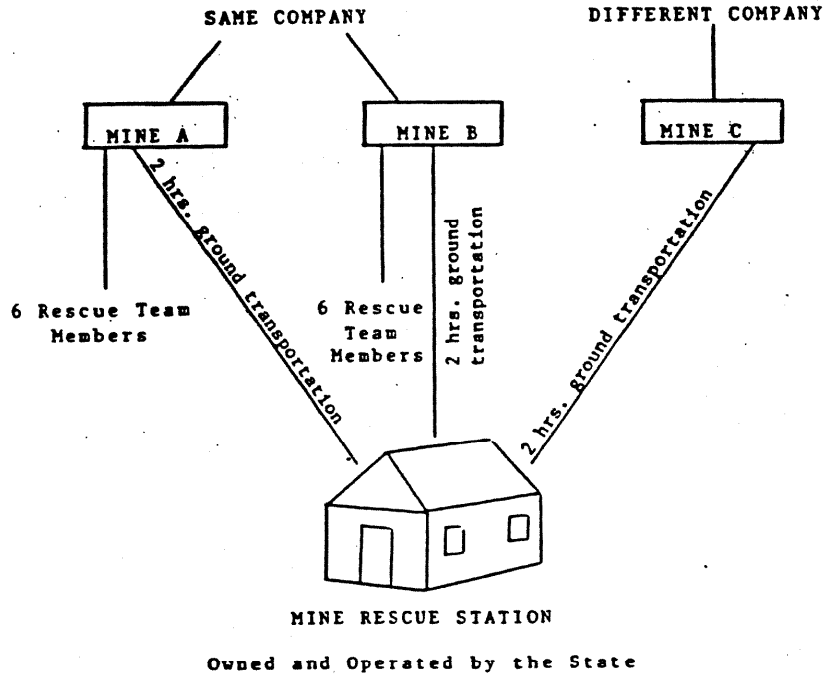 SAME COMPANY
DIFFERENT COMPANY
MINE A
MINE B
MINE C
2 hrs. ground transportation
2 hrs. ground
transportation
2 hrs. ground transportation
6 Rescue Team
Members
6 Rescue
Team
Members
MINE RESCUE STATION
Owned and Operated by the State